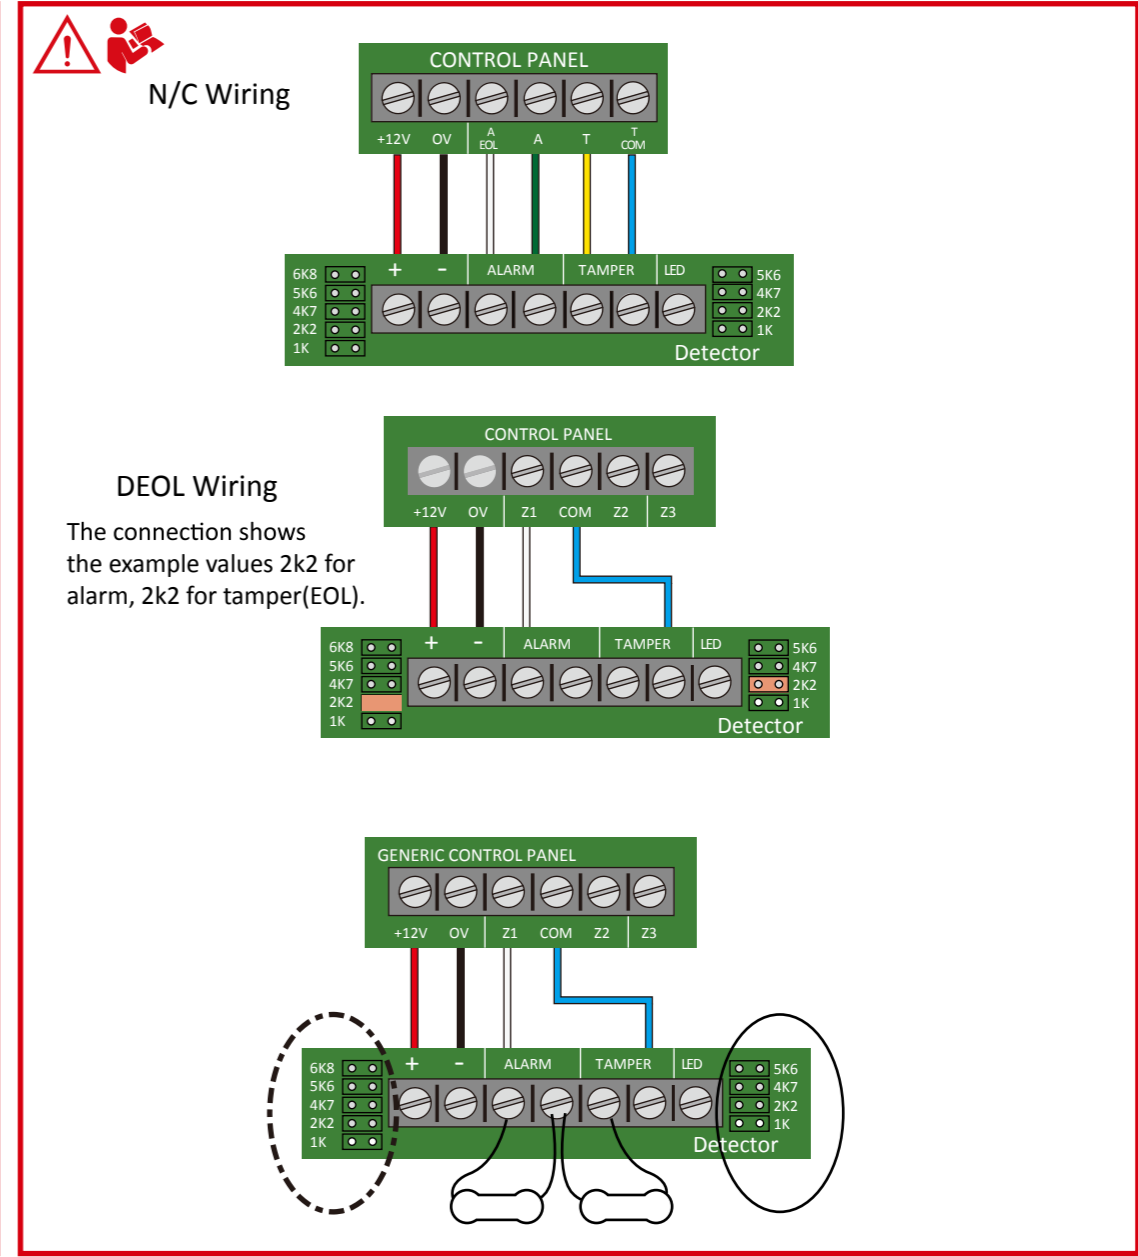 N/C Wiring
CONTROL PANEL
+12V OV A EOL A T T COM
6K8 + - ALARM TAMPER LED 5K6
5K6 4K7
4K7 2K2
2K2 1K
1K
Detector
CONTROL PANEL
DEOL Wiring
+12V OV Z1 COM Z2 Z3
The connection shows
the example values 2k2 for
alarm, 2k2 for tamper(EOL).
6K8 + - ALARM TAMPER LED 5K6
5K6 4K7
4K7 2K2
2K2 1K
1K
Detector
GENERIC CONTROL PANEL
+12V OV Z1 COM Z2 Z3
6K8 + - ALARM TAMPER LED 5K6
5K6 4K7
4K7 2K2
2K2 1K
1K
Detector